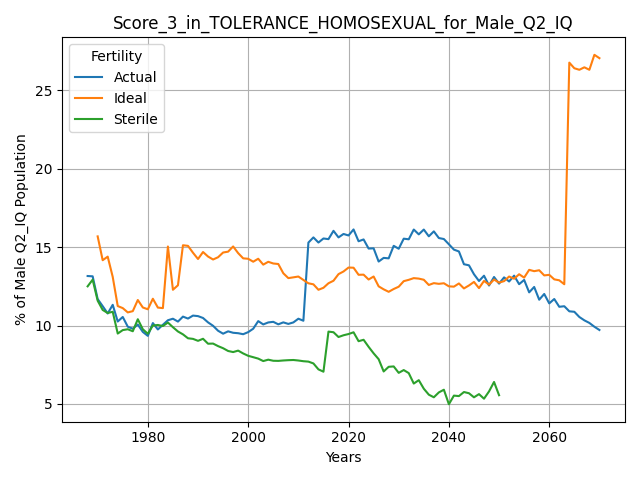 Score_3_in_TOLERANCE_HOMOSEXUAL_for_Male_Q2_IQ
Fertility
Actual
Ideal
Sterile
% of Male Q2_IQ Population
25
20
15
10
5
1980
2000
2020
2040
2060
Years